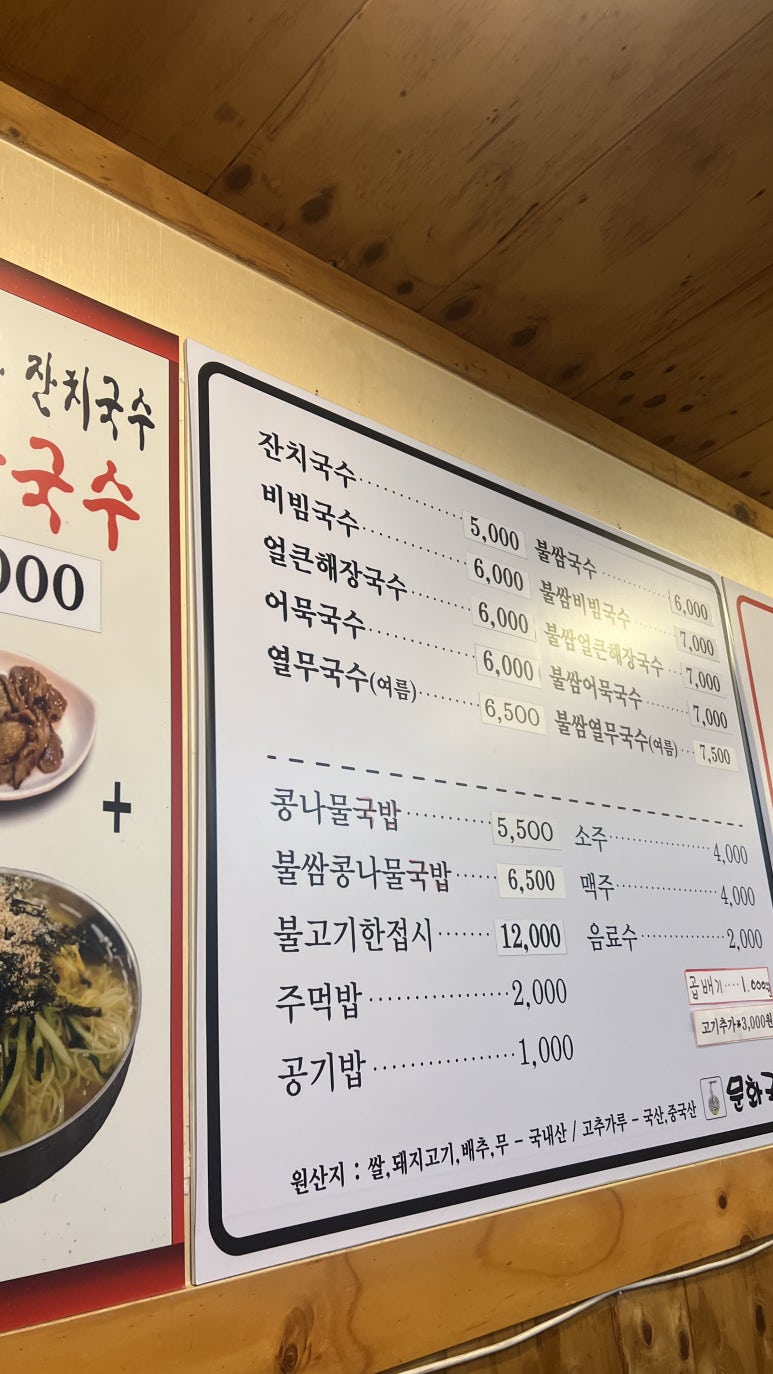 잔치국수
국수
000
+
잔치국수 5,000
비빔국수 6,000
얼큰해장국수 6,000
어묵국수 6,000
열무국수(여름) 6,500
불쌈국수 6,000
불쌈비빔국수 7,000
불쌈얼큰해장국수 7,000
불쌈어묵국수 7,000
불쌈열무국수(여름) 7,500
콩나물국밥 5,500
불쌈콩나물국밥 6,500
불고기한접시 12,000
주먹밥 2,000
공기밥 1,000
소주 4,000
맥주 4,000
음료수 2,000
곱배기 1.000원
고기추가 3,000원
문화
원산지 : 쌀,돼지고기,배추,무 – 국내산 / 고추가루 – 국산,중국산